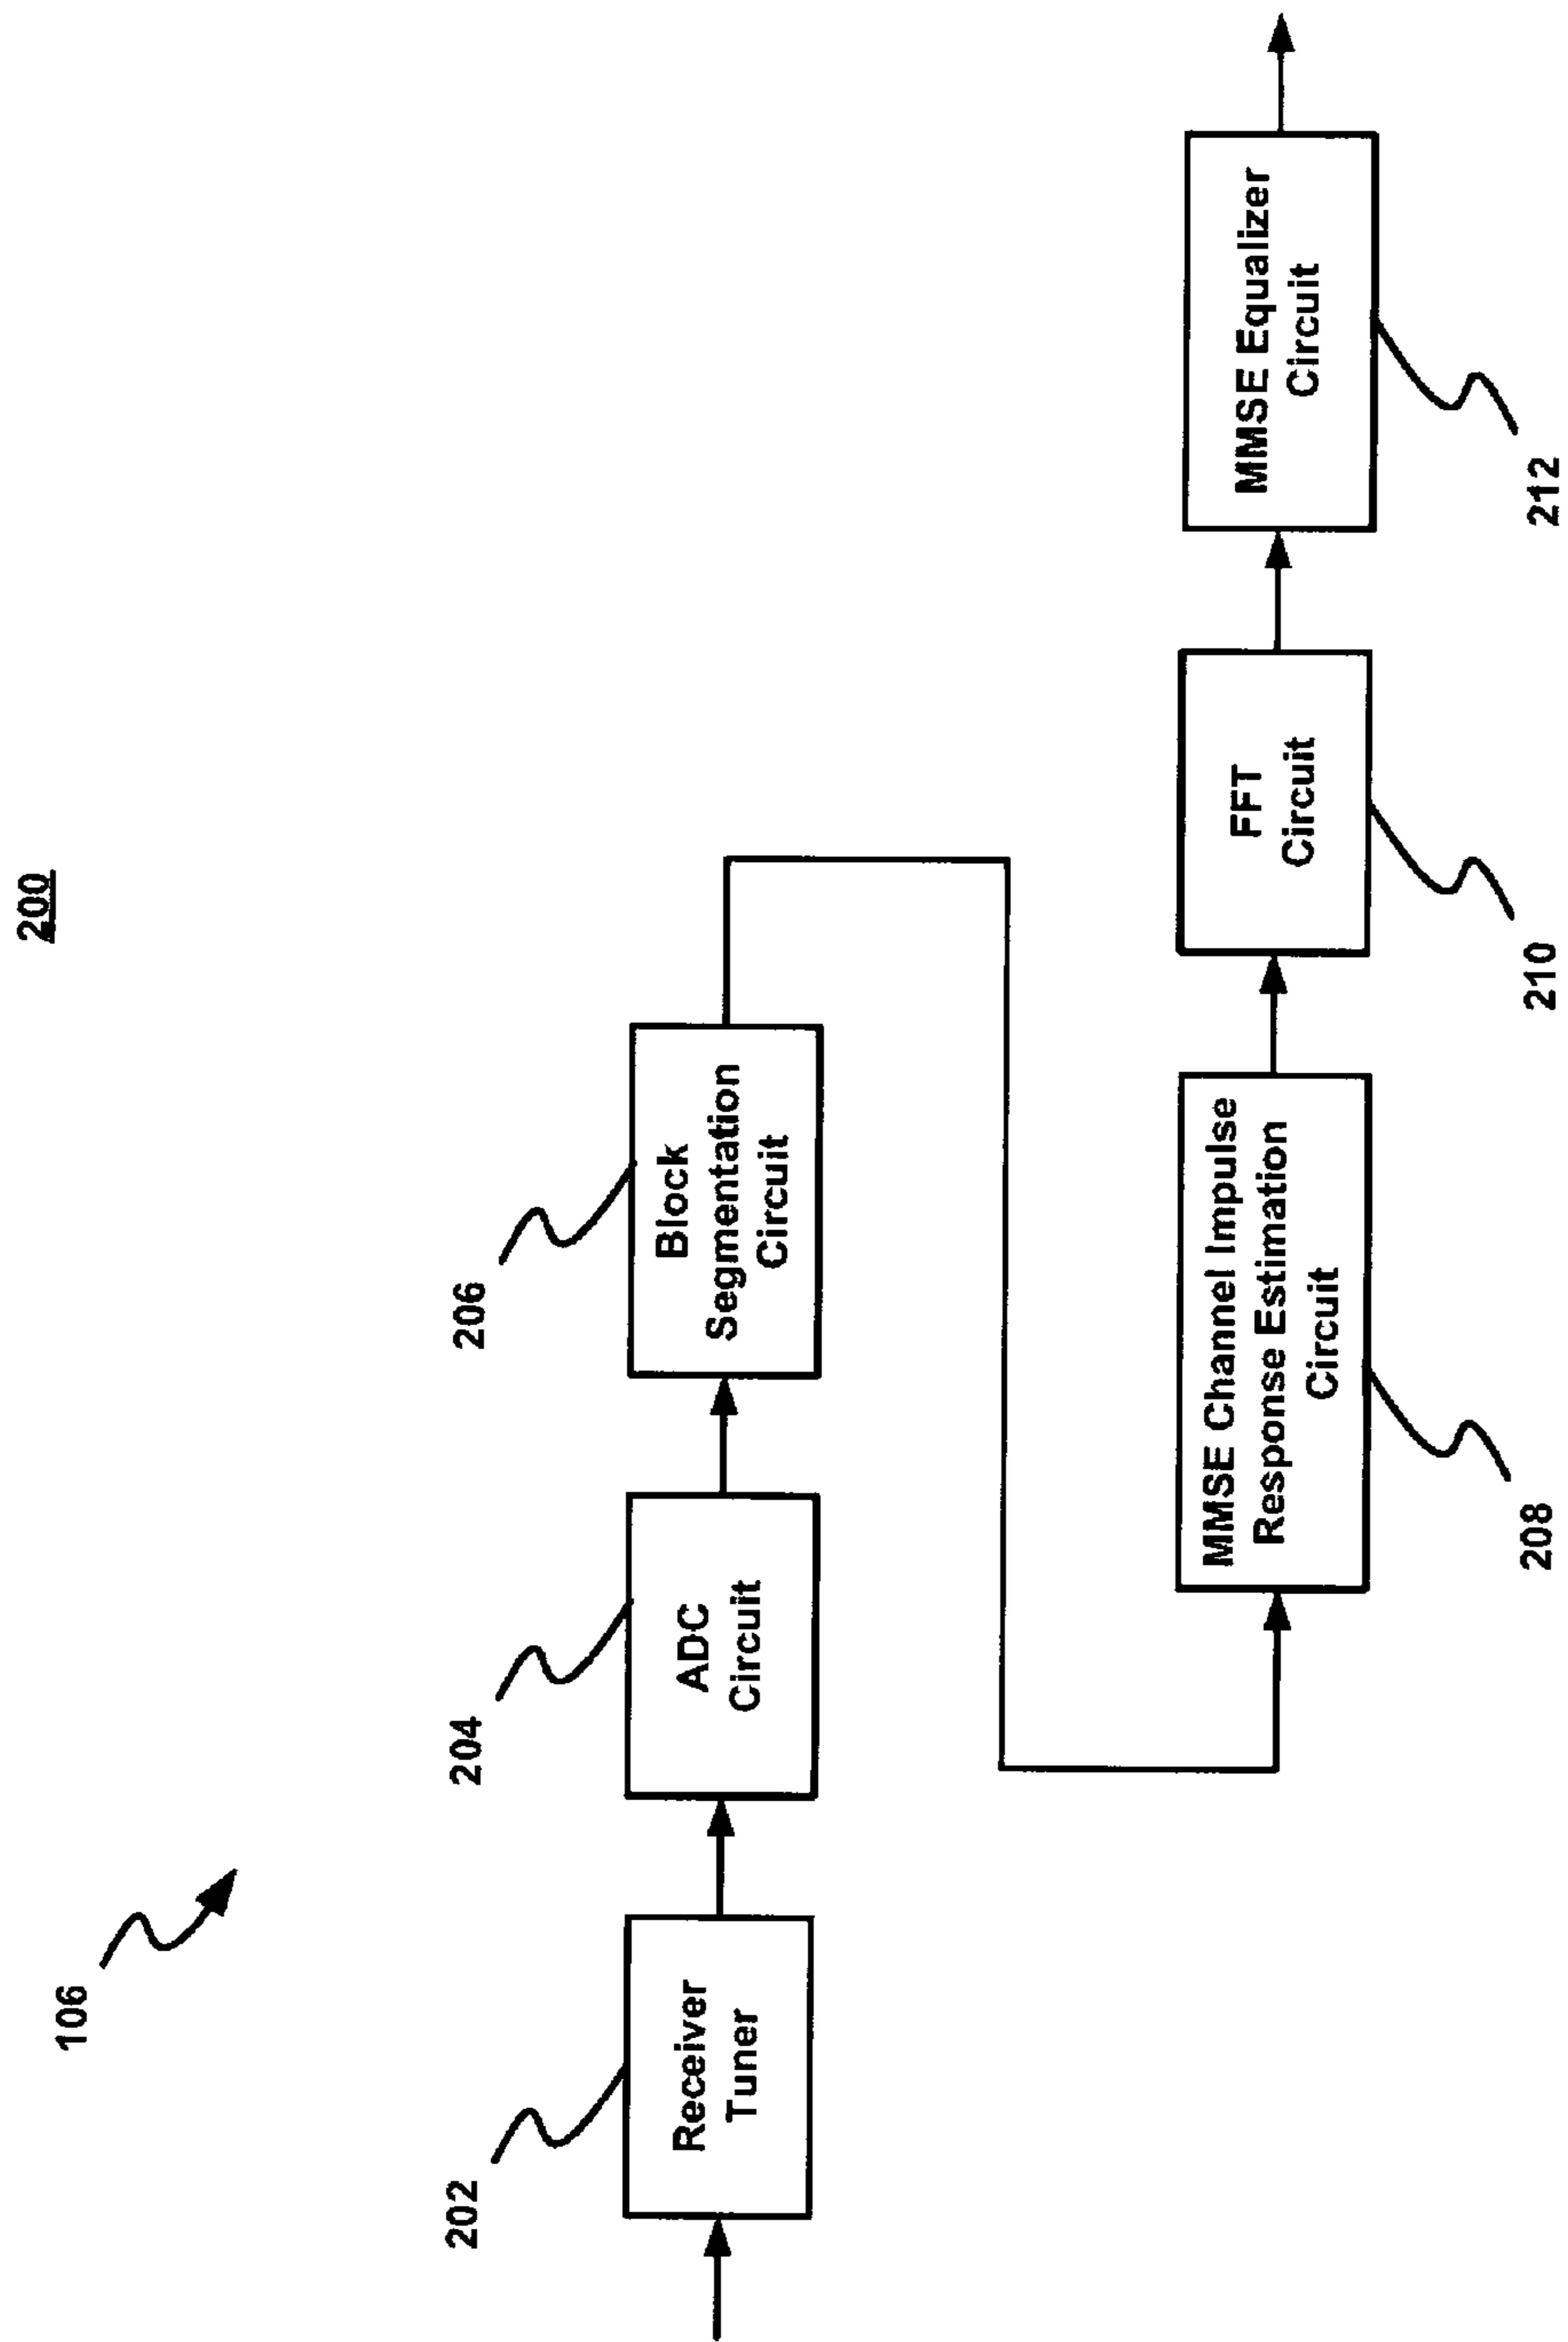 200
106
202
Receiver
Tuner
204
ADC
Circuit
206
Block
Segmentation
Circuit
MMSE Channel Impulse
Response Estimation
Circuit
208
FFT
Circuit
210
MMSE Equalizer
Circuit
212